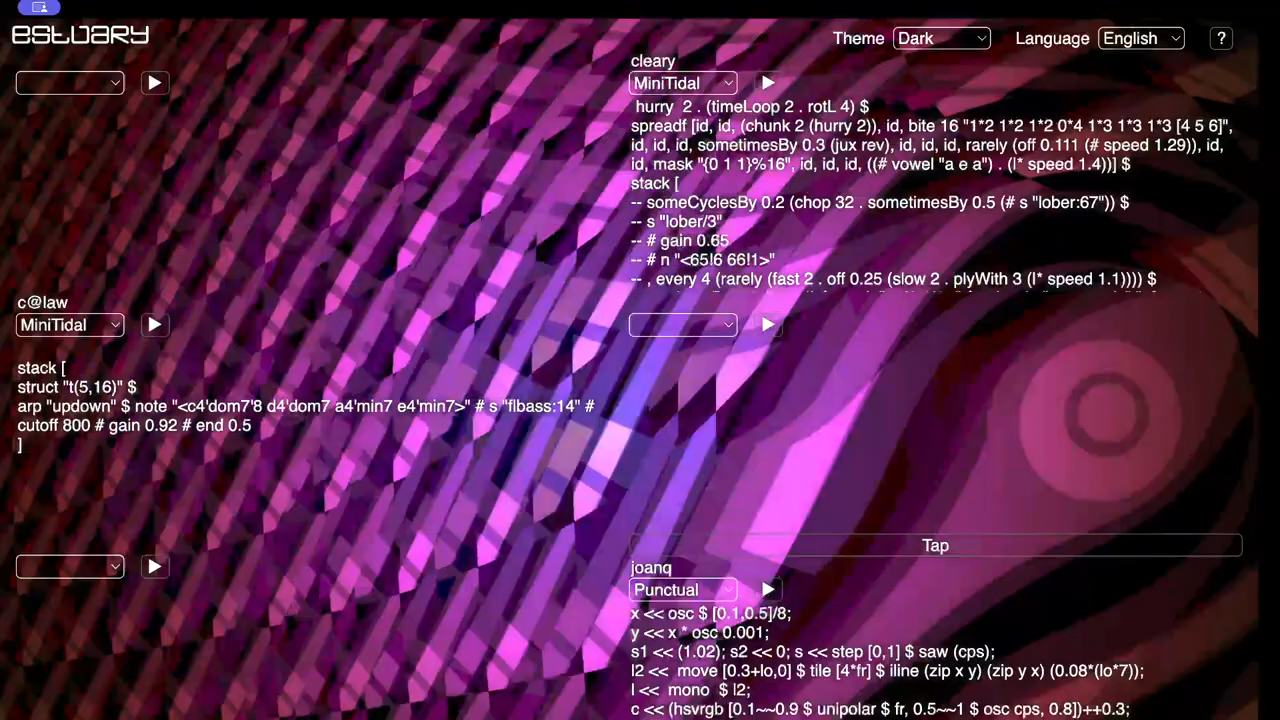 estuary
Theme Dark Language English ?
cleary
MiniTidal
hurry 2 . (timeLoop 2 . rotL 4) $
spreadf [id, id, (chunk 2 (hurry 2)), id, bite 16 "1*2 1*2 1*2 0*4 1*3 1*3 1*3 [4 5 6]",
id, id, id, sometimesBy 0.3 (jux rev), id, id, id, rarely (off 0.111 (# speed 1.29)), id,
id, mask "{0 1 1}%16", id, id, id, ((# vowel "a e a") . (|* speed 1.4))] $
stack [
-- someCyclesBy 0.2 (chop 32 . sometimesBy 0.5 (# s "lober:67")) $
-- s "lober/3"
-- # gain 0.65
-- # n "<65!6 66!1>"
-- , every 4 (rarely (fast 2 . off 0.25 (slow 2 . plyWith 3 (|* speed 1.1)))) $
c@law
MiniTidal
stack [
struct "t(5,16)" $
arp "updown" $ note "<c4'dom7'8 d4'dom7 a4'min7 e4'min7>" # s "flbass:14" #
cutoff 800 # gain 0.92 # end 0.5
]
Tap
joanq
Punctual
x << osc $ [0.1,0.5]/8;
y << x * osc 0.001;
s1 << (1.02); s2 << 0; s << step [0,1] $ saw (cps);
l2 << move [0.3+lo,0] $ tile [4*fr] $ iline (zip x y) (zip y x) (0.08*(lo*7));
l << mono $ l2;
c << (hsvrgb [0.1~~0.9 $ unipolar $ fr, 0.5~~1 $ osc cps, 0.8])++0.3;